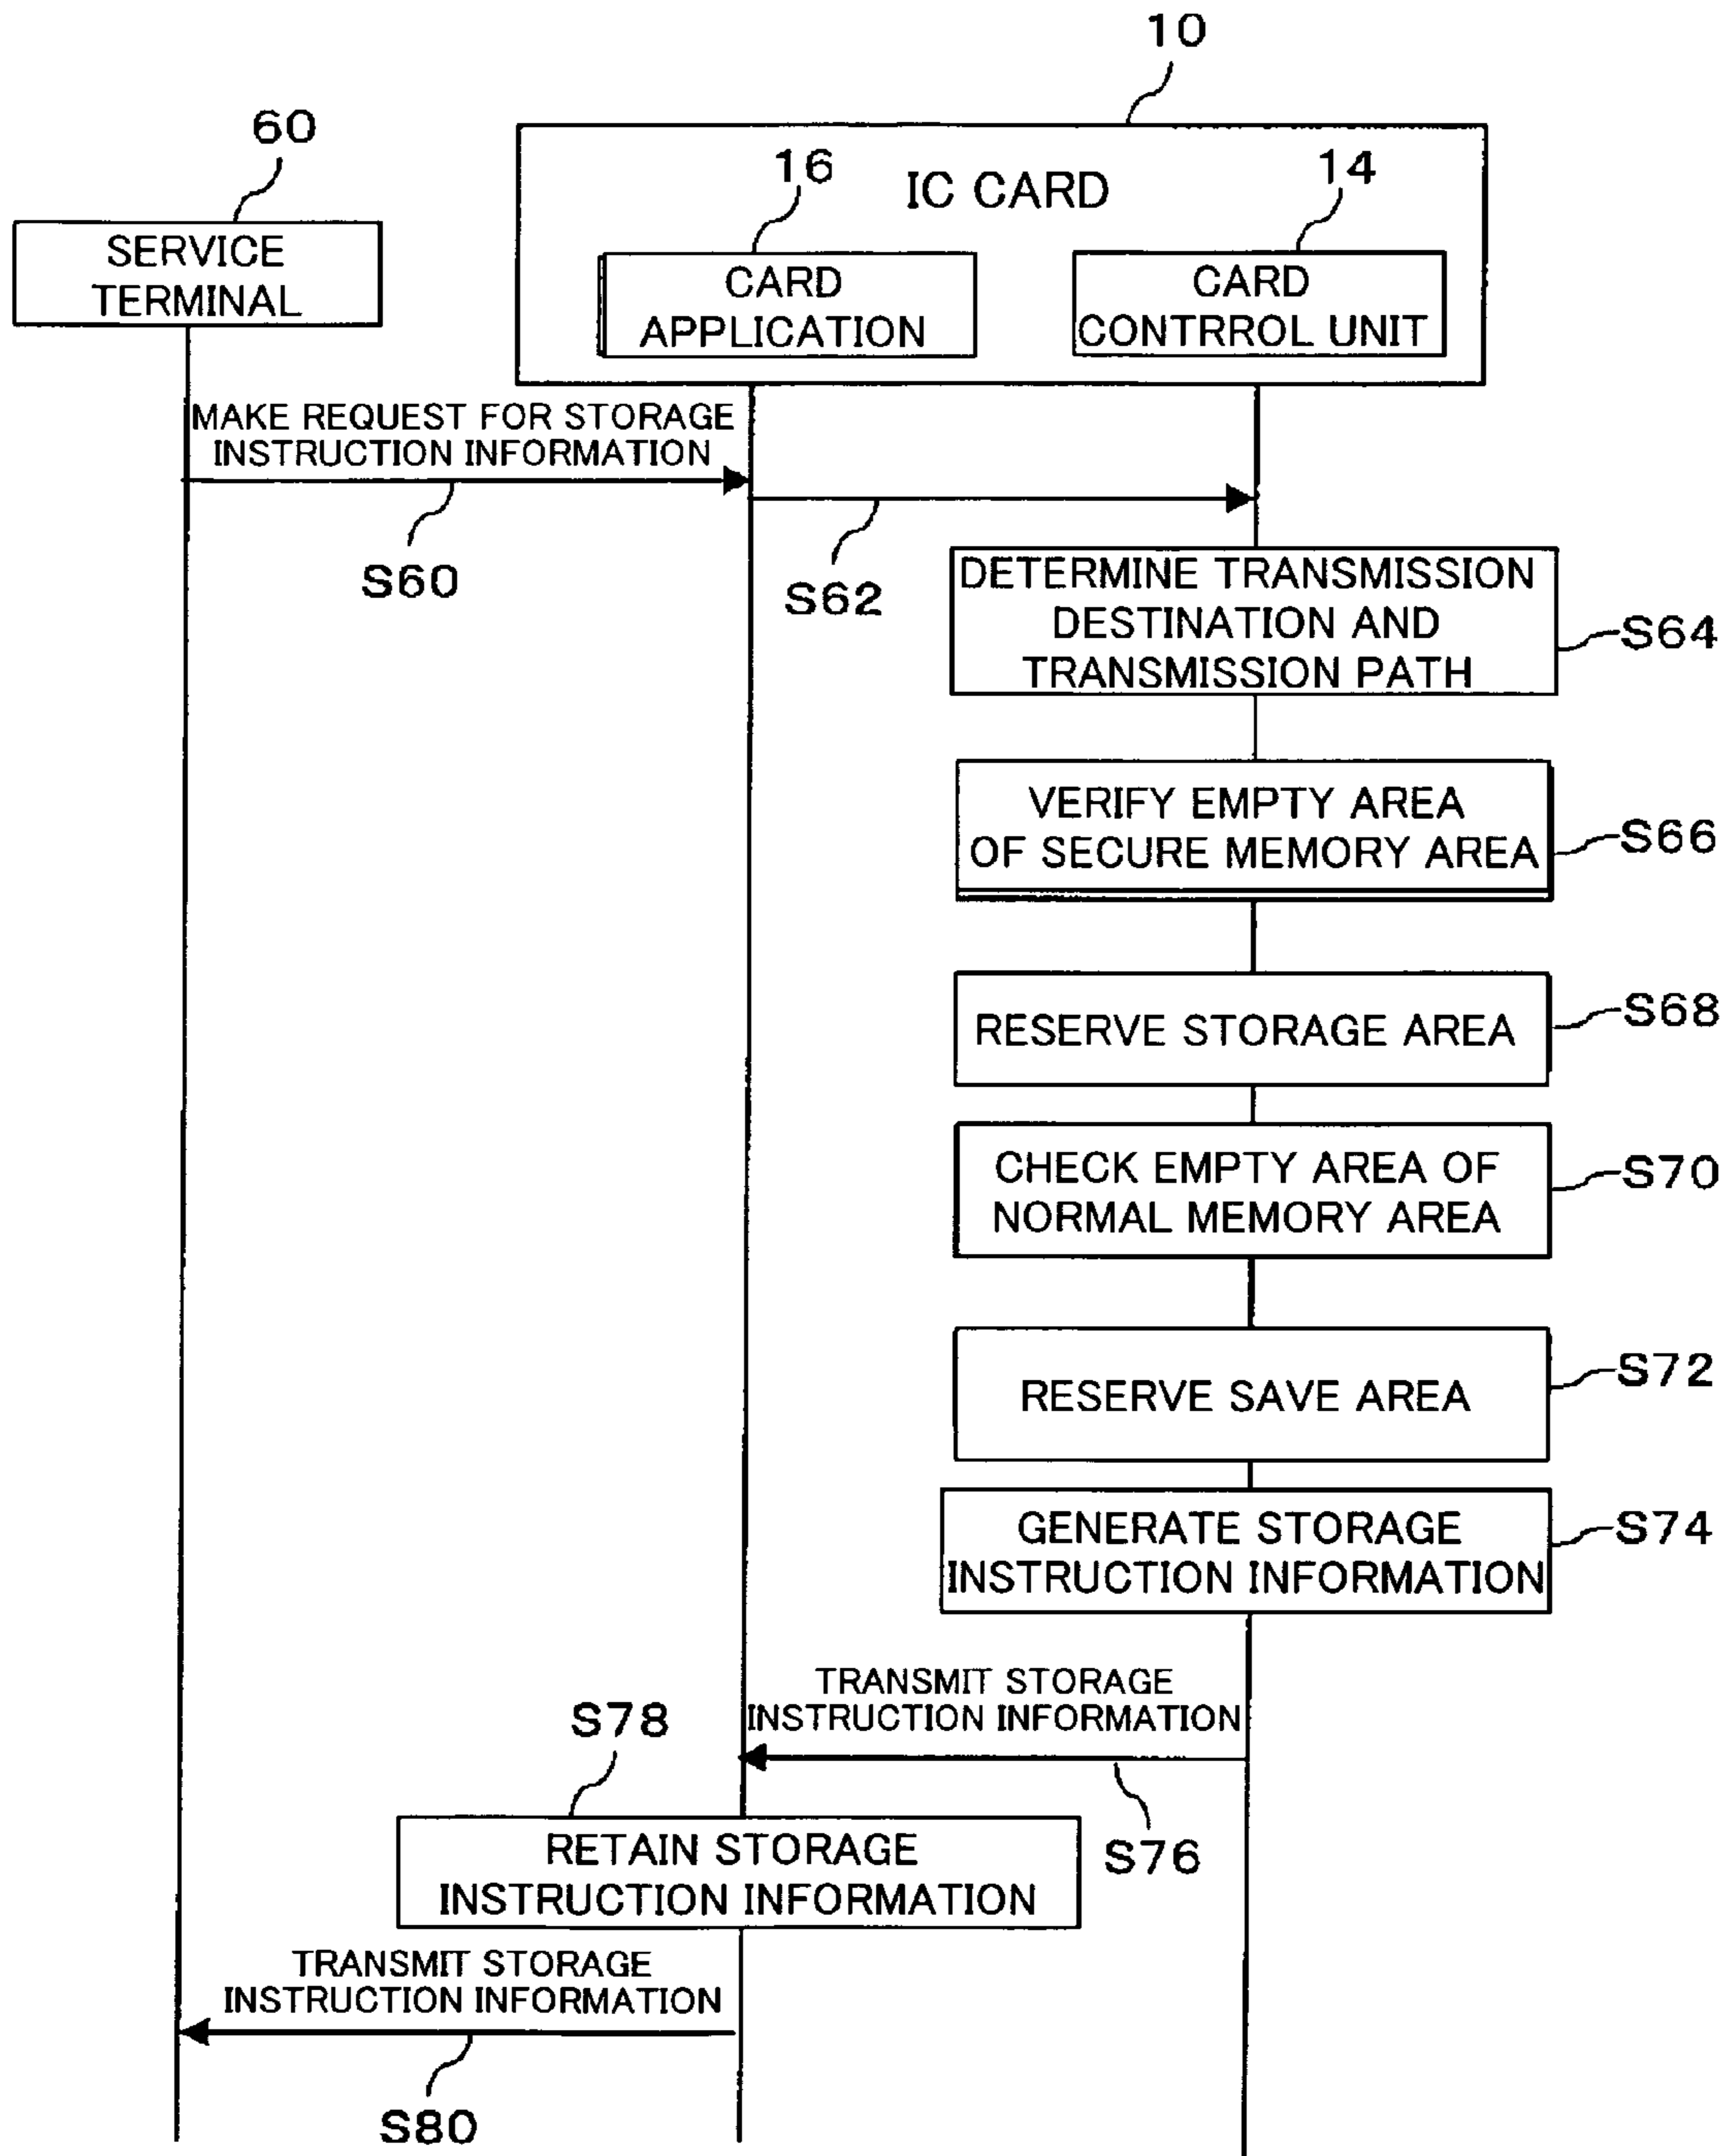 10
60
16
IC CARD
14
SERVICE
TERMINAL
CARD
APPLICATION
CARD
CONTRROL UNIT
MAKE REQUEST FOR STORAGE
INSTRUCTION INFORMATION
S60
S62
DETERMINE TRANSMISSION
DESTINATION AND
TRANSMISSION PATH
S64
VERIFY EMPTY AREA
OF SECURE MEMORY AREA
S66
RESERVE STORAGE AREA
S68
CHECK EMPTY AREA OF
NORMAL MEMORY AREA
S70
RESERVE SAVE AREA
S72
GENERATE STORAGE
INSTRUCTION INFORMATION
S74
TRANSMIT STORAGE
INSTRUCTION INFORMATION
S78
S76
RETAIN STORAGE
INSTRUCTION INFORMATION
TRANSMIT STORAGE
INSTRUCTION INFORMATION
S80